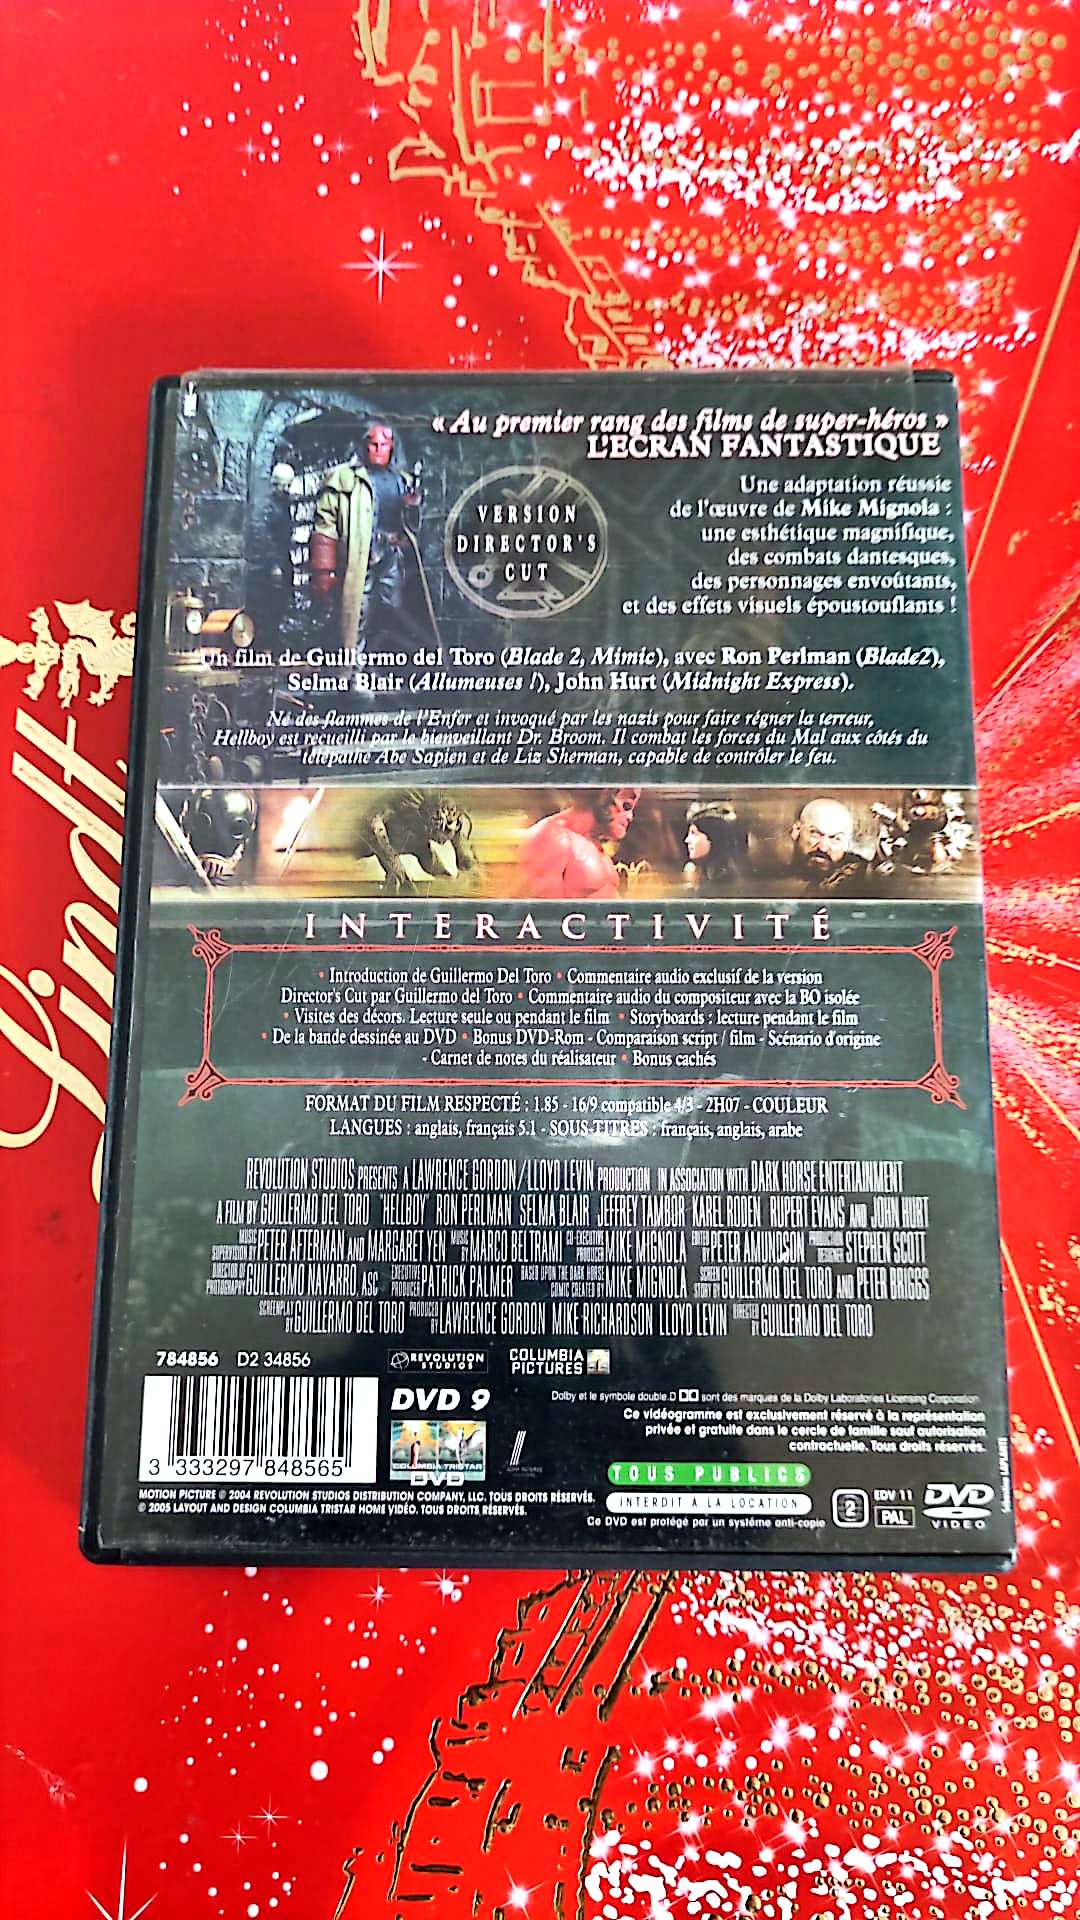 « Au premier rang des films de super-héros »
L'ECRAN FANTASTIQUE
VERSION
DIRECTOR'S
CUT
Une adaptation réussie
de l'œuvre de Mike Mignola :
une esthétique magnifique,
des combats dantesques,
des personnages envoûtants,
et des effets visuels époustouflants !
Un film de Guillermo del Toro (Blade 2, Mimic), avec Ron Perlman (Blade2),
Selma Blair (Allumeuses !), John Hurt (Midnight Express).
Né des flammes de l'Enfer et invoqué par les nazis pour faire régner la terreur,
Hellboy est recueilli par le bienveillant Dr. Broom. Il combat les forces du Mal aux côtés du
télépathe Abe Sapien et de Liz Sherman, capable de contrôler le feu.
Lindt
INTERACTIVITÉ
• Introduction de Guillermo Del Toro • Commentaire audio exclusif de la version
Director's Cut par Guillermo del Toro • Commentaire audio du compositeur avec la BO isolée
• Visites des décors. Lecture seule ou pendant le film • Storyboards : lecture pendant le film
• De la bande dessinée au DVD • Bonus DVD-Rom - Comparaison script / film - Scénario d'origine
- Carnet de notes du réalisateur • Bonus cachés
FORMAT DU FILM RESPECTÉ : 1.85 - 16/9 compatible 4/3 - 2H07 - COULEUR
LANGUES : anglais, français 5.1 - SOUS-TITRES : français, anglais, arabe
REVOLUTION STUDIOS PRESENTS A LAWRENCE GORDON/LLOYD LEVIN PRODUCTION IN ASSOCIATION WITH DARK HORSE ENTERTAINMENT
A FILM BY GUILLERMO DEL TORO "HELLBOY" RON PERLMAN SELMA BLAIR JEFFREY TAMBOR KAREL RODEN RUPERT EVANS AND JOHN HURT
MUSIC SUPERVISION BY PETER AFTERMAN AND MARGARET YEN MUSIC BY MARCO BELTRAMI CO-EXECUTIVE PRODUCER MIKE MIGNOLA EDITED BY PETER AMUNDSON PRODUCTION DESIGNER STEPHEN SCOTT
DIRECTOR OF PHOTOGRAPHY GUILLERMO NAVARRO, ASC EXECUTIVE PRODUCER PATRICK PALMER BASED UPON THE DARK HORSE COMIC CREATED BY MIKE MIGNOLA SCREEN STORY BY GUILLERMO DEL TORO AND PETER BRIGGS
SCREENPLAY BY GUILLERMO DEL TORO PRODUCED BY LAWRENCE GORDON MIKE RICHARDSON LLOYD LEVIN DIRECTED BY GUILLERMO DEL TORO
784856 D2 34856
REVOLUTION STUDIOS
COLUMBIA PICTURES
DVD 9
3 333297 848565
COLUMBIA TRISTAR
DVD
Dolby et le symbole double.D sont des marques de la Dolby Laboratories Licensing Corporation
Ce vidéogramme est exclusivement réservé à la représentation
privée et gratuite dans le cercle de famille sauf autorisation
contractuelle. Tous droits réservés.
TOUS PUBLICS
INTERDIT A LA LOCATION
Ce DVD est protégé par un système anti-copie
2
EDV 11
PAL
DVD
VIDEO
MOTION PICTURE © 2004 REVOLUTION STUDIOS DISTRIBUTION COMPANY, LLC. TOUS DROITS RÉSERVÉS.
© 2005 LAYOUT AND DESIGN COLUMBIA TRISTAR HOME VIDÉO. TOUS DROITS RÉSERVÉS.